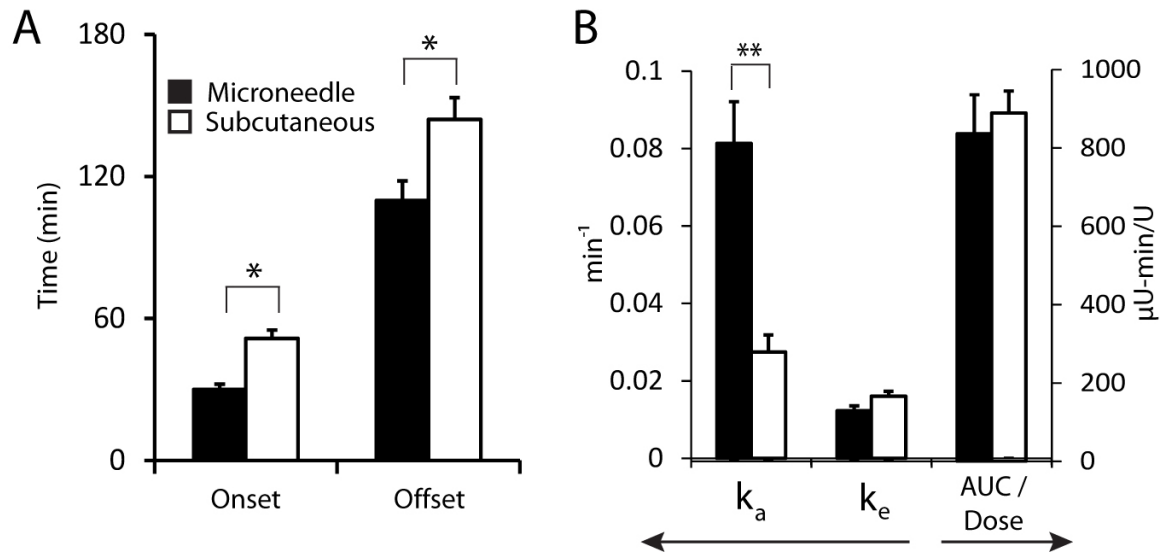 A
180
120
60
0
Time (min)
Microneedle
Subcutaneous
*
*
Onset
Offset
B
**
0.1
0.08
0.06
0.04
0.02
0
min⁻¹
1000
800
600
400
200
0
µU-min/U
kₐ
kₑ
AUC /
Dose